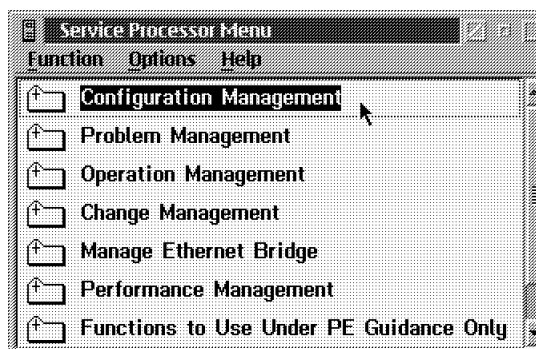 Service Processor Menu
Function Options Help
Configuration Management
Problem Management
Operation Management
Change Management
Manage Ethernet Bridge
Performance Management
Functions to Use Under PE Guidance Only